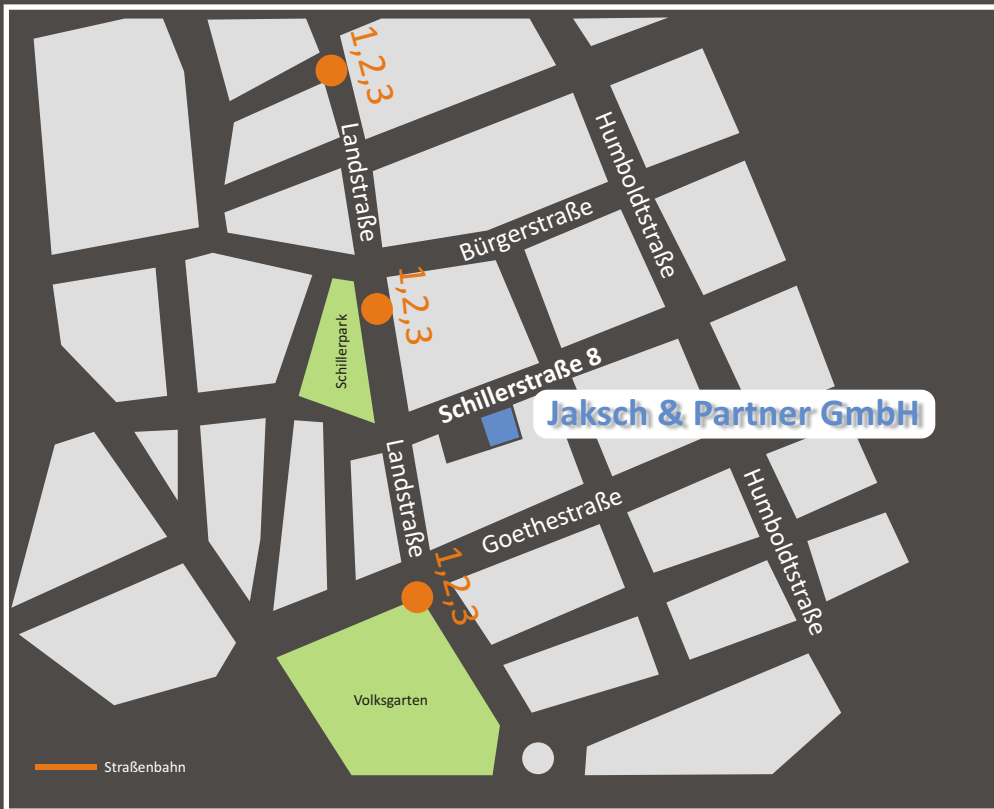 1,2,3
Landstraße
Humboldtstraße
Bürgerstraße
1,2,3
Schillerpark
Schillerstraße 8
Jaksch & Partner GmbH
Landstraße
Goethestraße
Humboldtstraße
1,2,3
Volksgarten
Straßenbahn